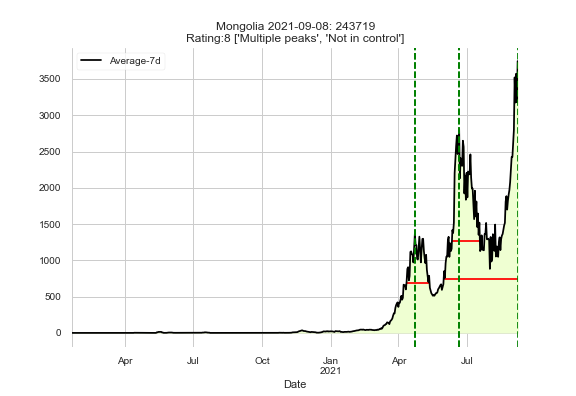 Mongolia 2021-09-08: 243719
Rating:8 ['Multiple peaks', 'Not in control']
Average-7d
3500
3000
2500
2000
1500
1000
500
0
Apr Jul Oct Jan Apr Jul
2021
Date